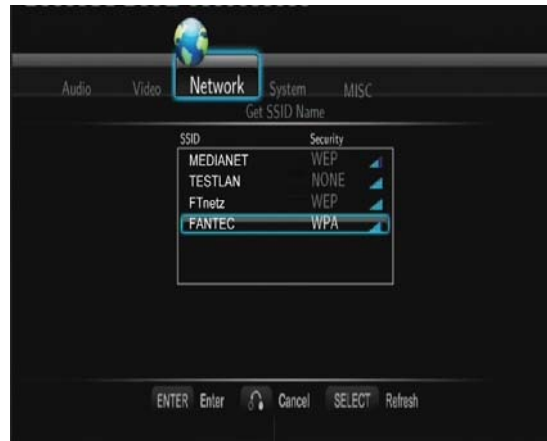 Audio Video Network System MISC
Get SSID Name
SSID Security
MEDIANET WEP
TESTLAN NONE
FTnetz WEP
FANTEC WPA
ENTER Enter Cancel SELECT Refresh